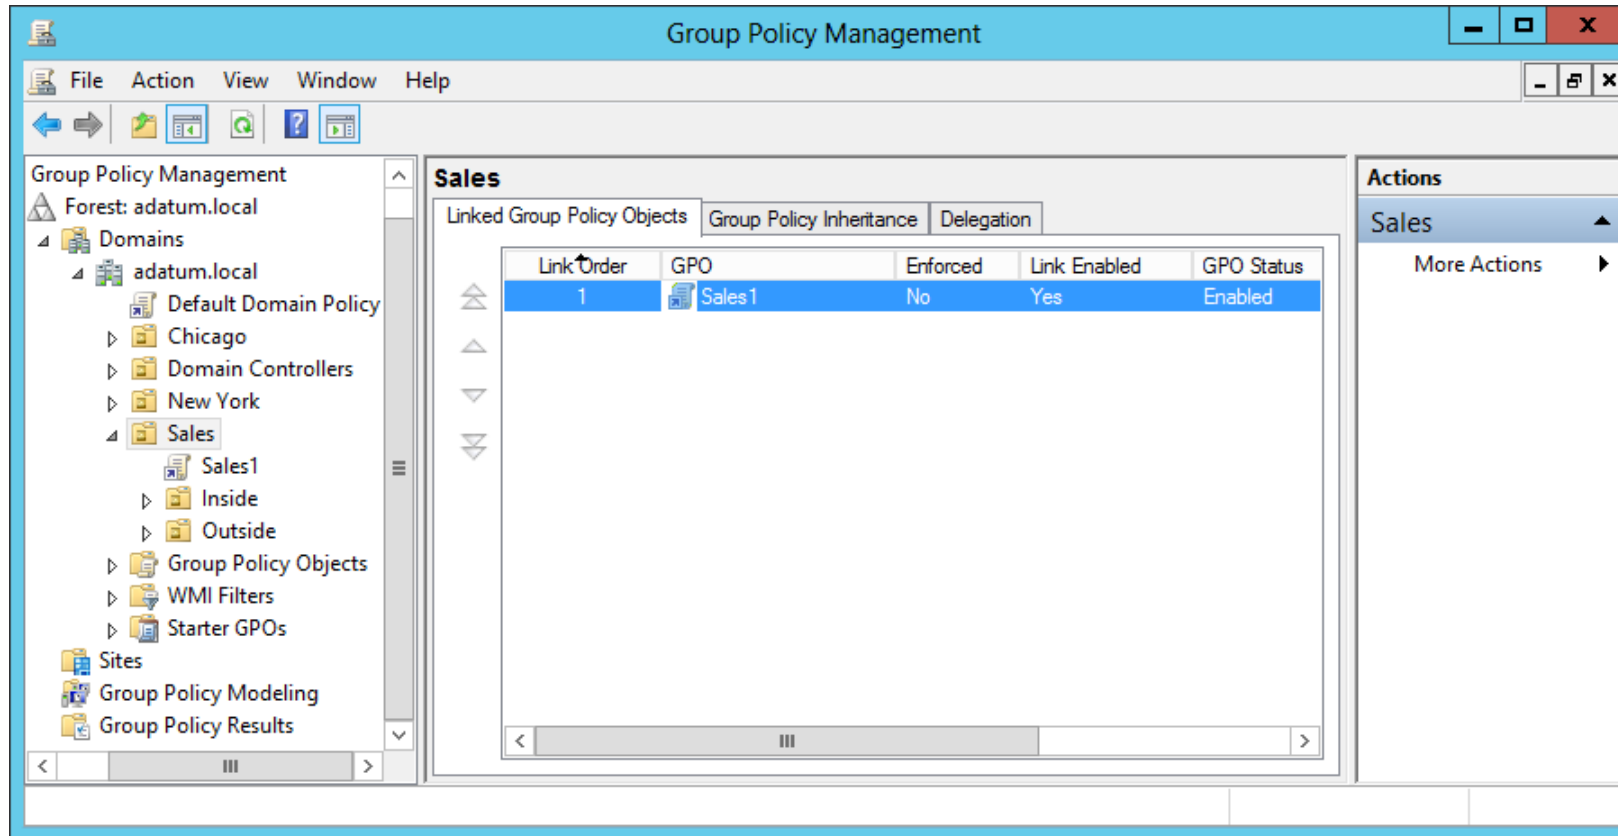 Group Policy Management
File Action View Window Help
Group Policy Management
Forest: adatum.local
Domains
adatum.local
Default Domain Policy
Chicago
Domain Controllers
New York
Sales
Sales1
Inside
Outside
Group Policy Objects
WMI Filters
Starter GPOs
Sites
Group Policy Modeling
Group Policy Results
Sales
Linked Group Policy Objects Group Policy Inheritance Delegation
Link Order GPO Enforced Link Enabled GPO Status
1 Sales1 No Yes Enabled
Actions
Sales
More Actions